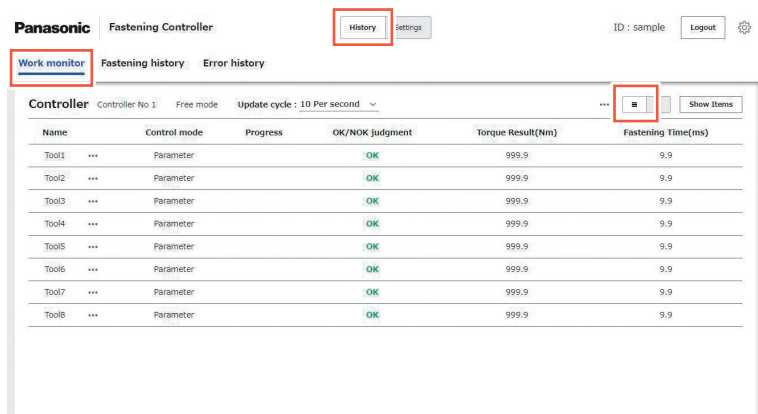 Panasonic Fastening Controller History Settings ID : sample Logout
Work monitor Fastening history Error history
Controller Controller No 1 Free mode Update cycle : 10 Per second ••• Show Items
Name Control mode Progress OK/NOK judgment Torque Result(Nm) Fastening Time(ms)
Tool1 ••• Parameter OK 999.9 9.9
Tool2 ••• Parameter OK 999.9 9.9
Tool3 ••• Parameter OK 999.9 9.9
Tool4 ••• Parameter OK 999.9 9.9
Tool5 ••• Parameter OK 999.9 9.9
Tool6 ••• Parameter OK 999.9 9.9
Tool7 ••• Parameter OK 999.9 9.9
Tool8 ••• Parameter OK 999.9 9.9